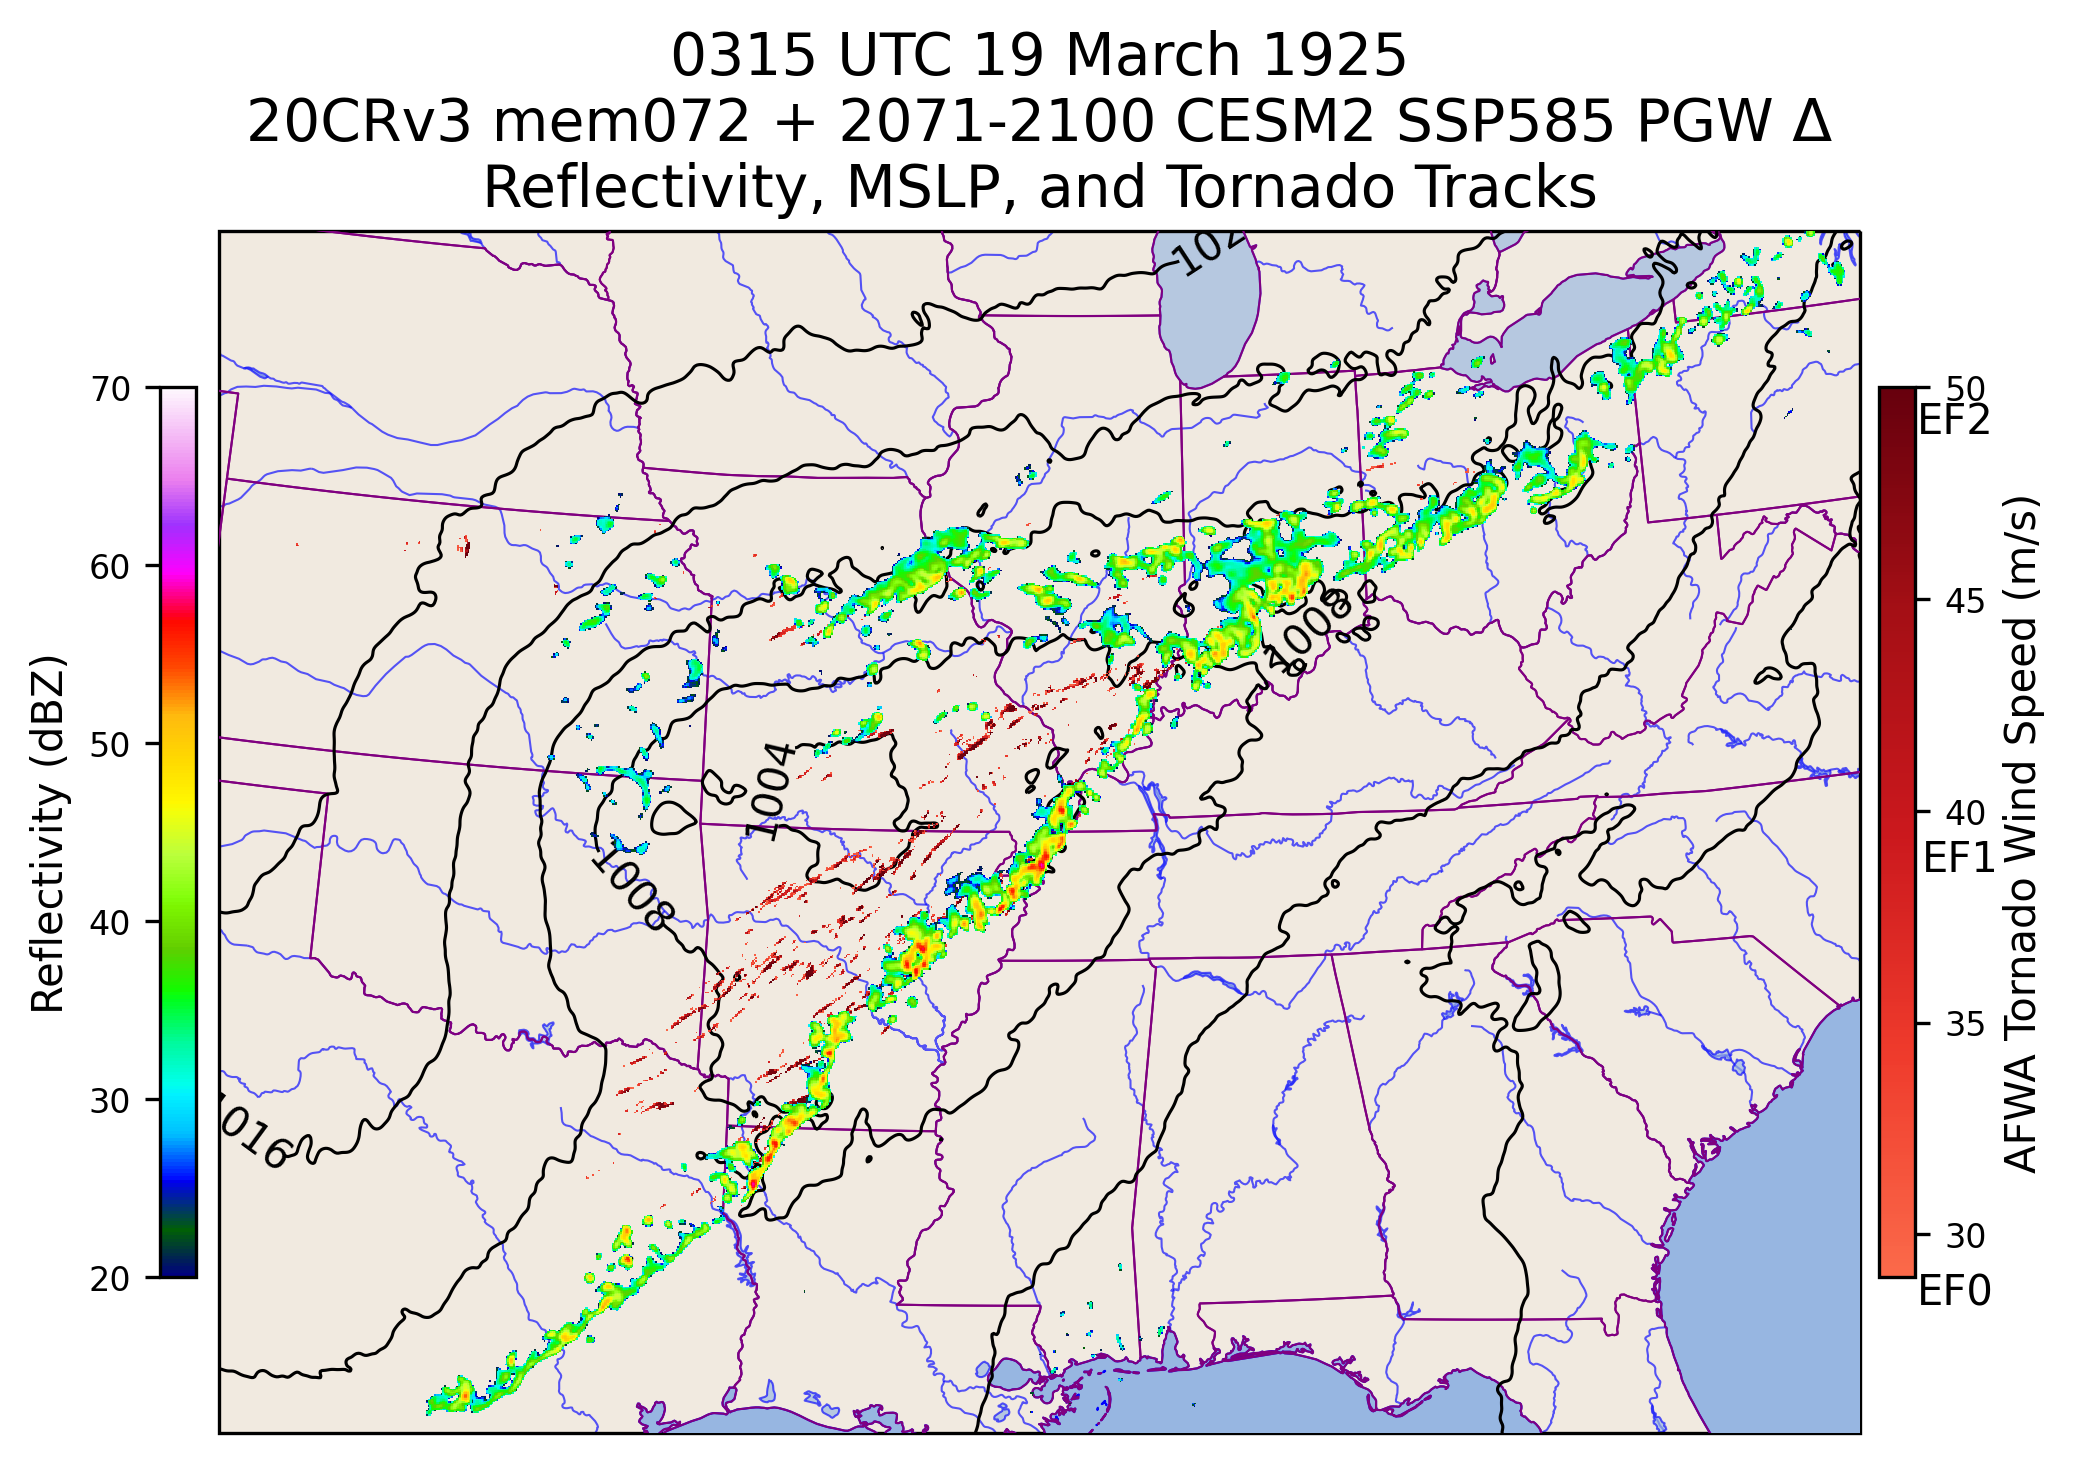 0315 UTC 19 March 1925
20CRv3 mem072 + 2071-2100 CESM2 SSP585 PGW Δ
Reflectivity, MSLP, and Tornado Tracks
70
60
50
40
30
20
Reflectivity (dBZ)
102
1004
1008
1008
1016
50
EF2
45
40
EF1
35
30
EF0
AFWA Tornado Wind Speed (m/s)